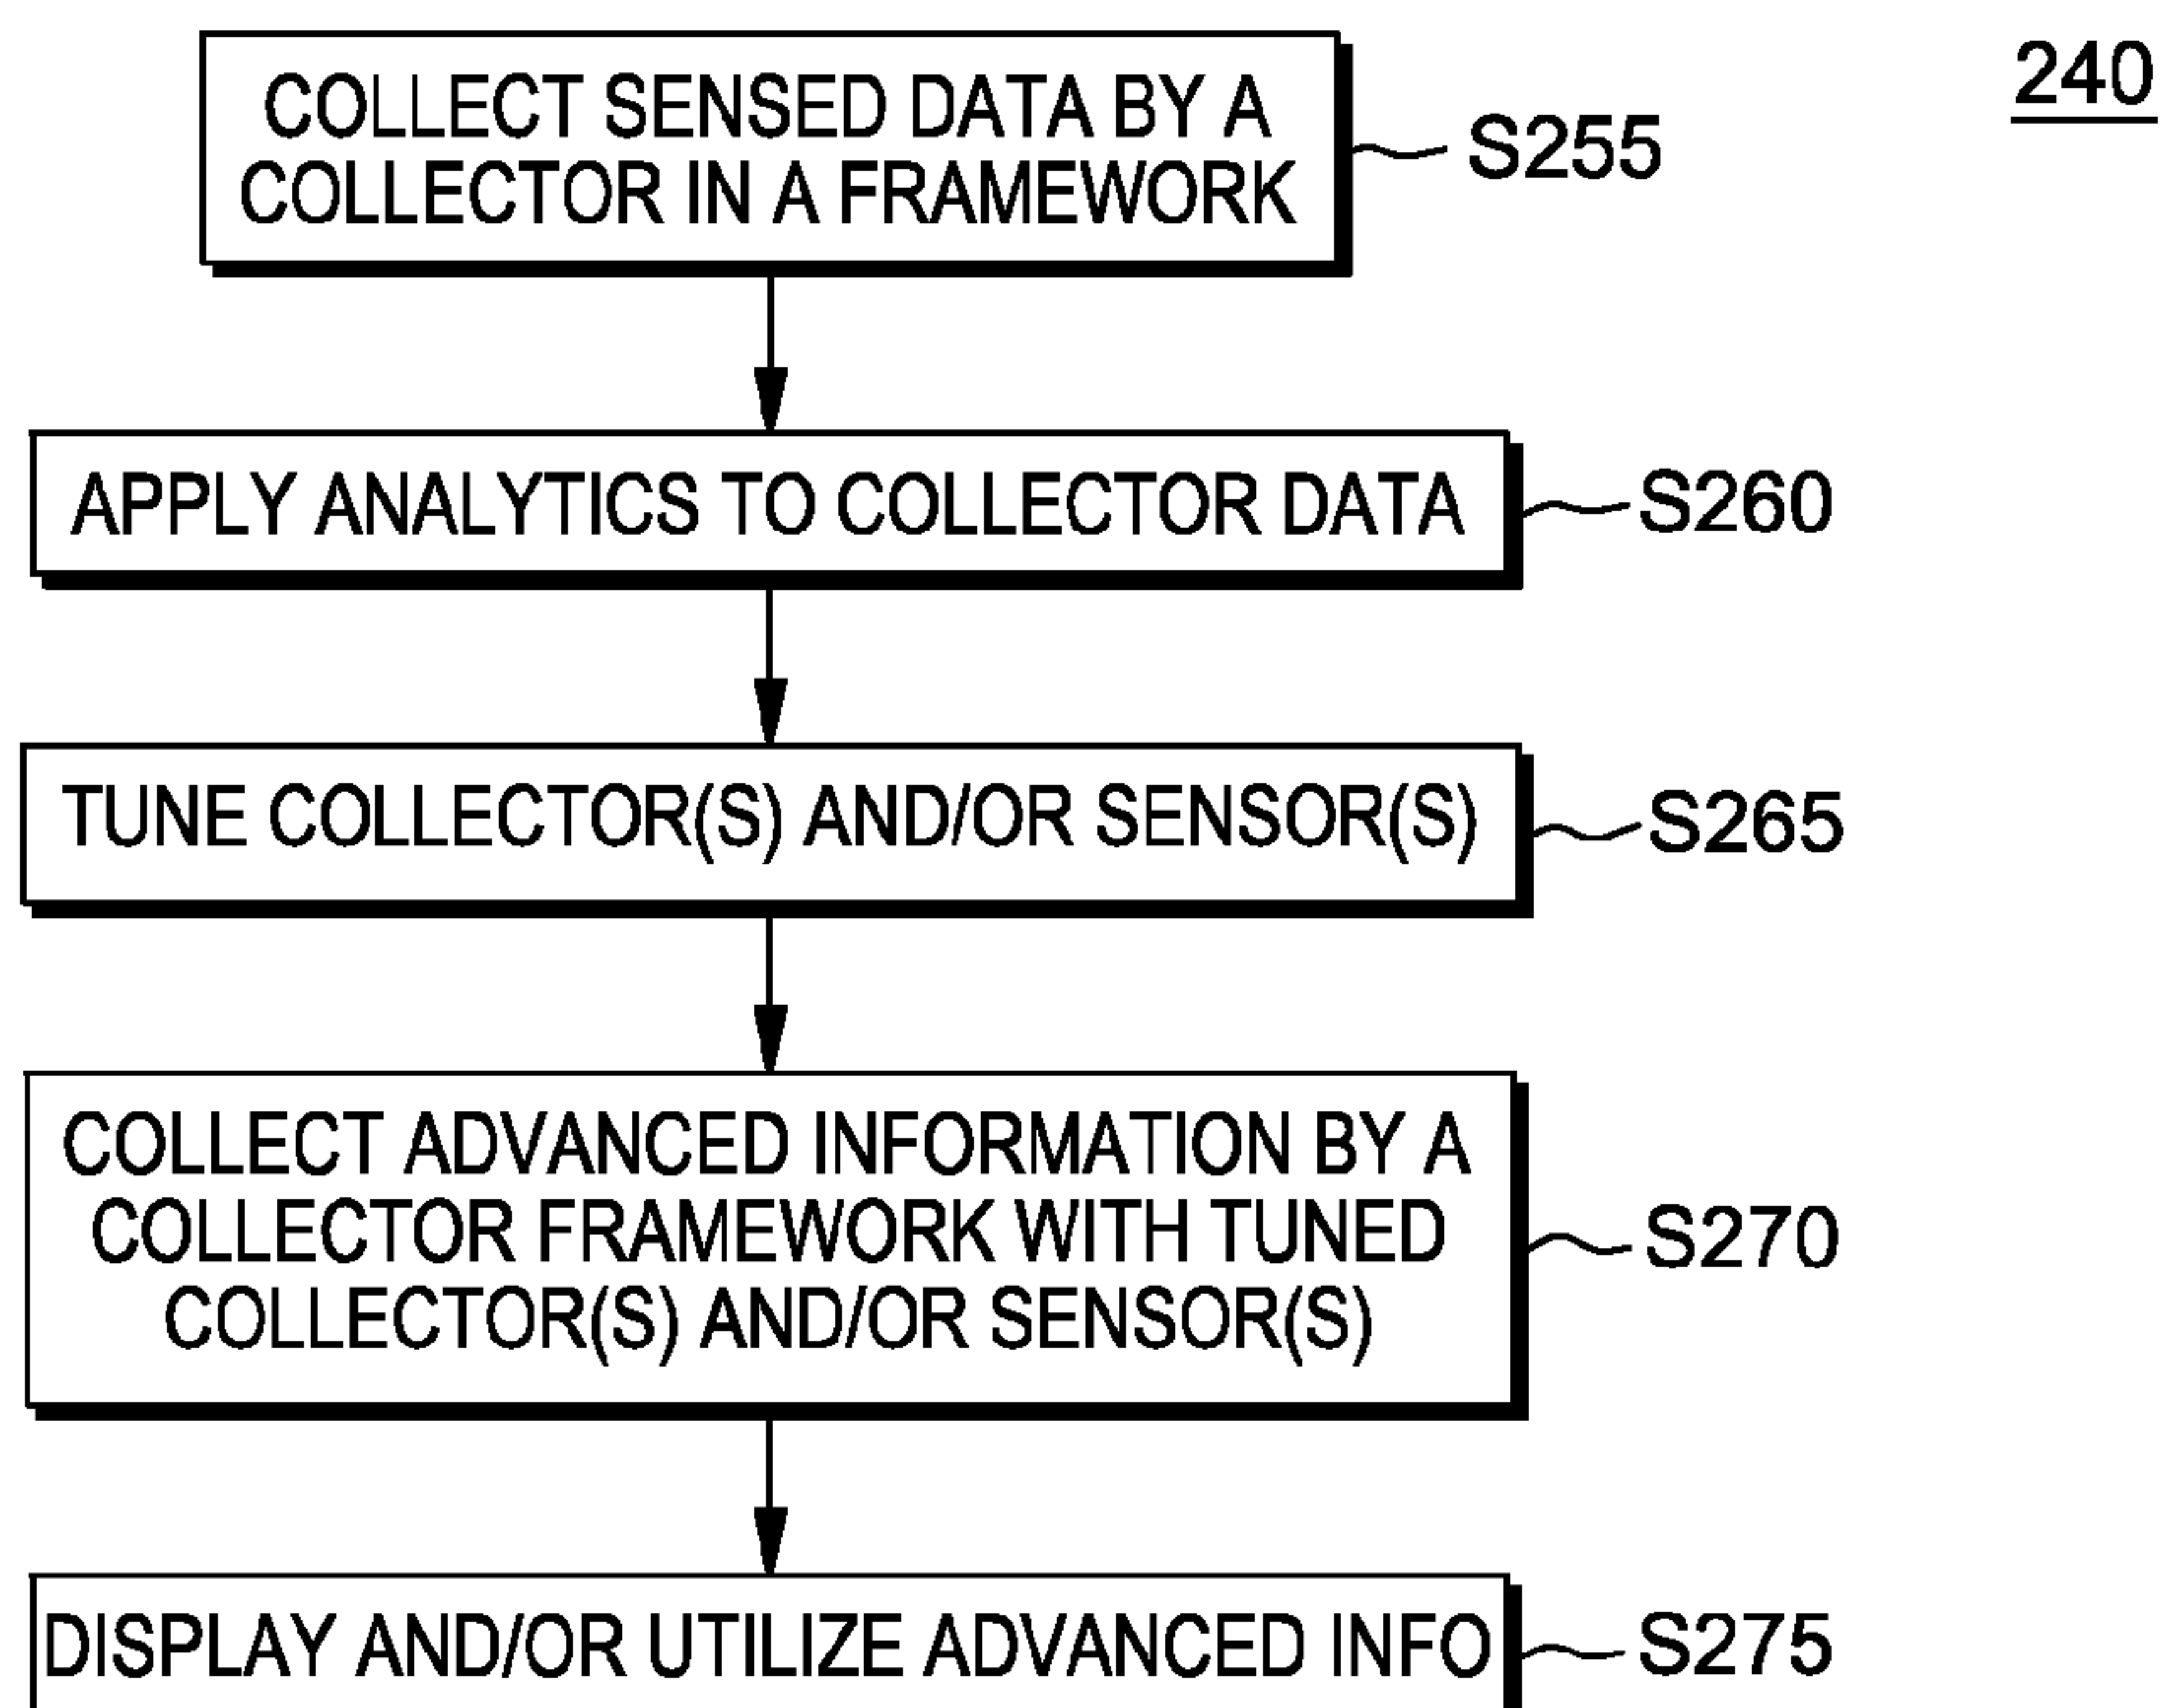 240
COLLECT SENSED DATA BY A
COLLECTOR IN A FRAMEWORK
S255
APPLY ANALYTICS TO COLLECTOR DATA
S260
TUNE COLLECTOR(S) AND/OR SENSOR(S)
S265
COLLECT ADVANCED INFORMATION BY A
COLLECTOR FRAMEWORK WITH TUNED
COLLECTOR(S) AND/OR SENSOR(S)
S270
DISPLAY AND/OR UTILIZE ADVANCED INFO
S275